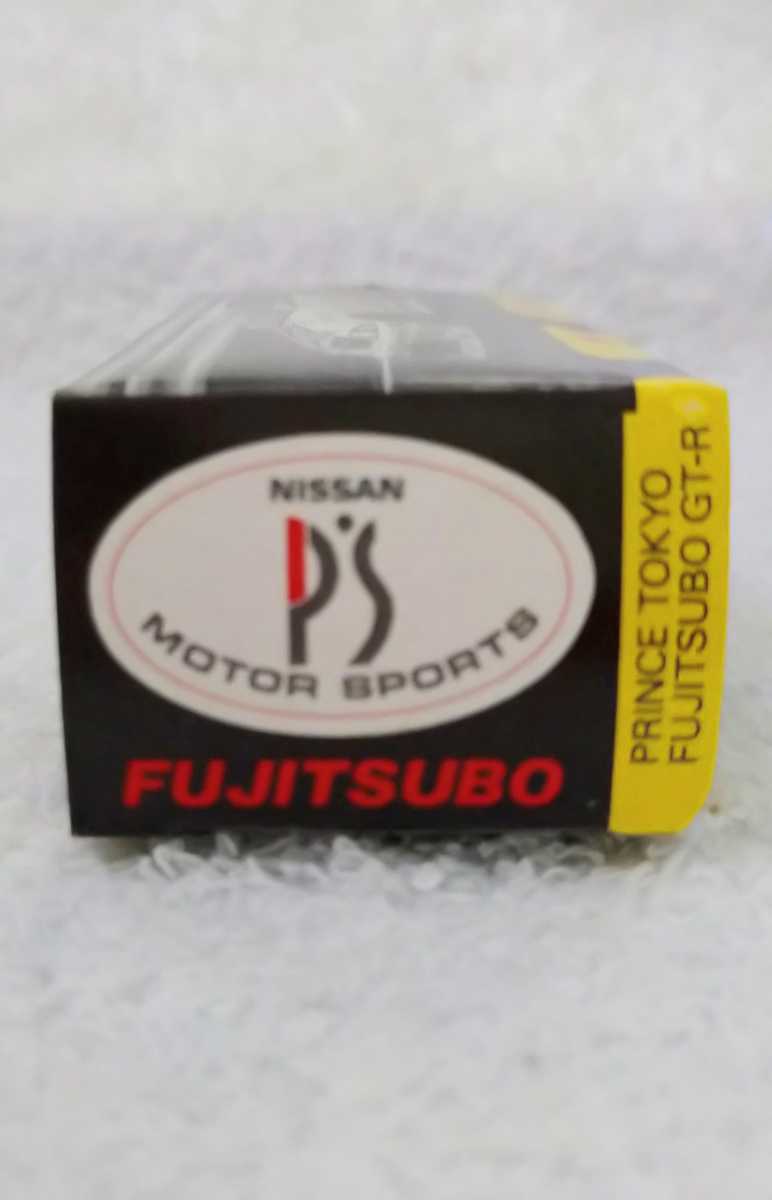 NISSAN
P'S
MOTOR SPORTS
FUJITSUBO
PRINCE TOKYO
FUJITSUBO GT-R